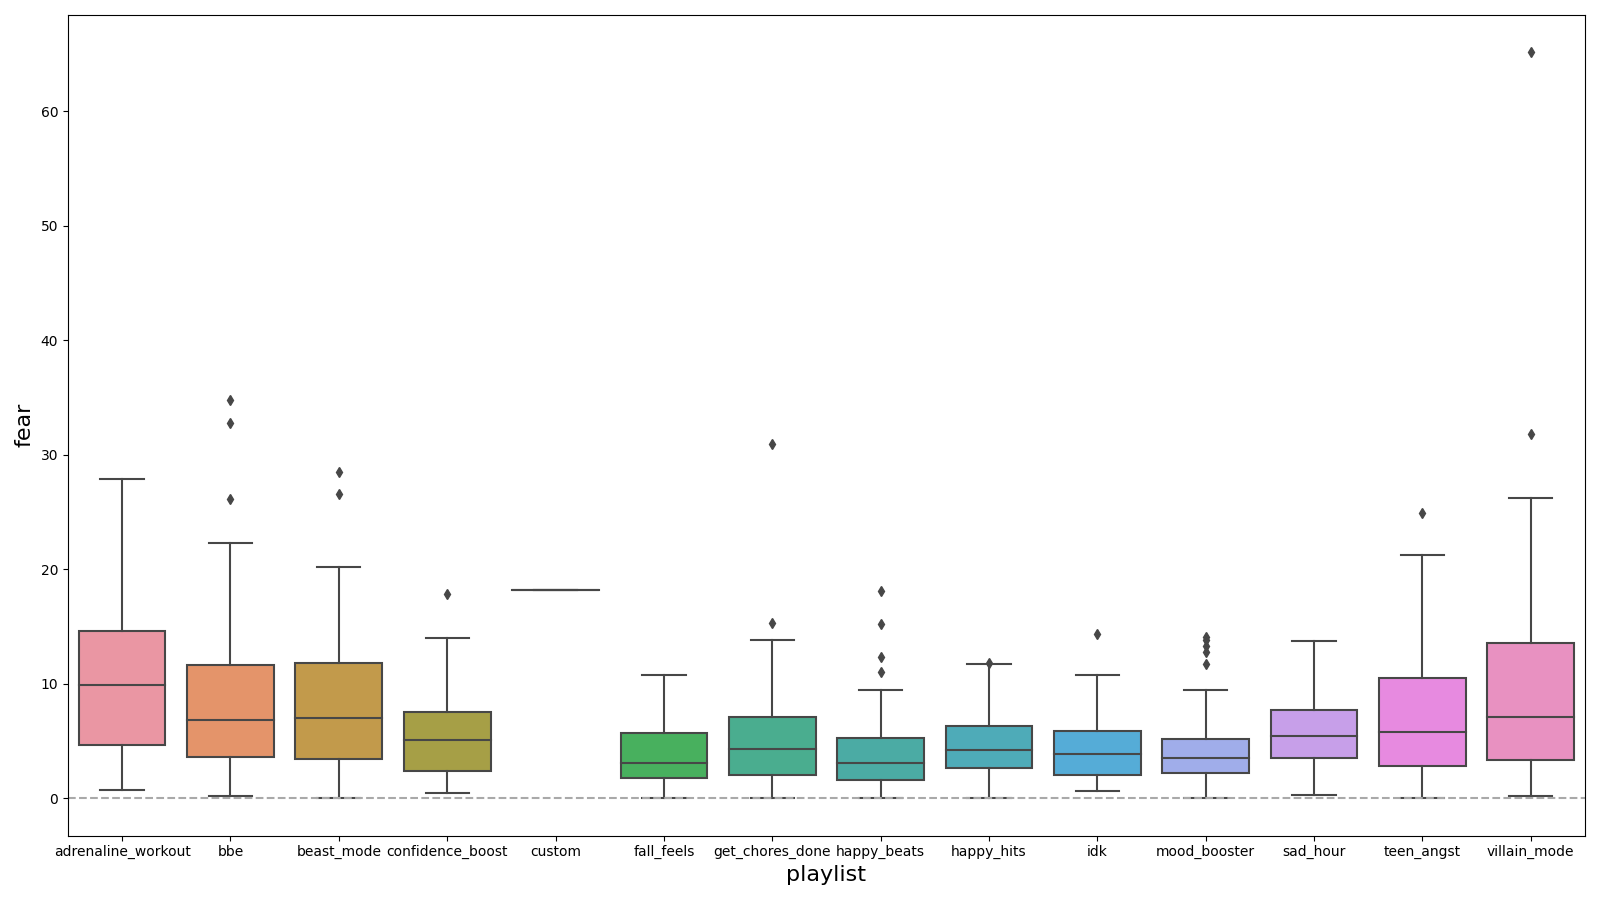 60
50
40
30
20
10
0
fear
adrenaline_workout bbe beast_mode confidence_boost custom fall_feels get_chores_done happy_beats happy_hits idk mood_booster sad_hour teen_angst villain_mode
playlist